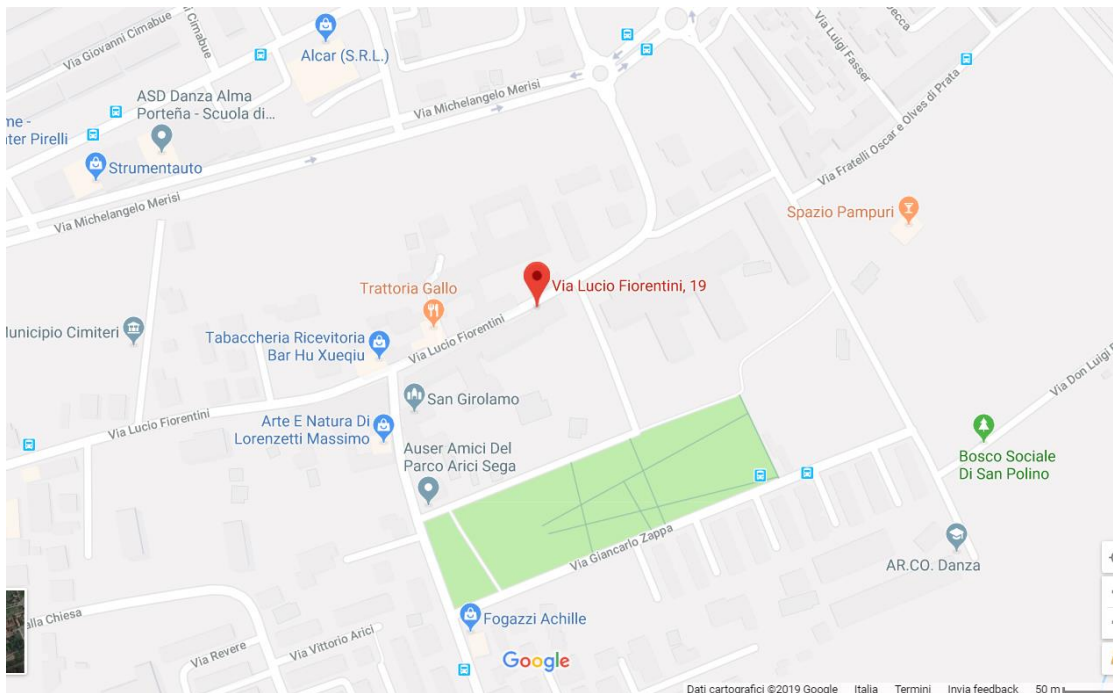 Via Giovanni Cimabue
Cimabue
Alcar (S.R.L.)
Via Luigi Fasser
ASD Danza Alma
Porteña - Scuola di...
Via Michelangelo Merisi
Via Fratelli Oscar e Olves di Prata
me -
nter Pirelli
Strumentauto
Via Michelangelo Merisi
Spazio Pampuri
Via Lucio Fiorentini, 19
Trattoria Gallo
Municipio Cimiteri
Tabaccheria Ricevitoria
Bar Hu Xueqiu
Via Lucio Fiorentini
San Girolamo
Via Don Luigi
Via Lucio Fiorentini
Arte E Natura Di
Lorenzetti Massimo
Auser Amici Del
Parco Arici Sega
Bosco Sociale
Di San Polino
Via Giancarlo Zappa
AR.CO. Danza
alla Chiesa
Fogazzi Achille
Via Vittorio Arici
Via Revere
Google
Dati cartografici ©2019 Google Italia Termini Invia feedback 50 m